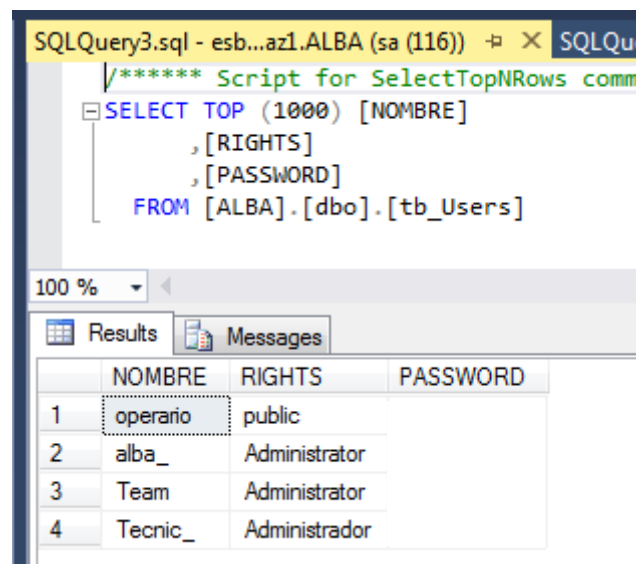 SQLQuery3.sql - esb...az1.ALBA (sa (116)) SQLQu
/****** Script for SelectTopNRows comm
SELECT TOP (1000) [NOMBRE]
,[RIGHTS]
,[PASSWORD]
FROM [ALBA].[dbo].[tb_Users]
100 %
Results Messages
NOMBRE RIGHTS PASSWORD
1 operario public
2 alba_ Administrator
3 Team Administrator
4 Tecnic_ Administrador